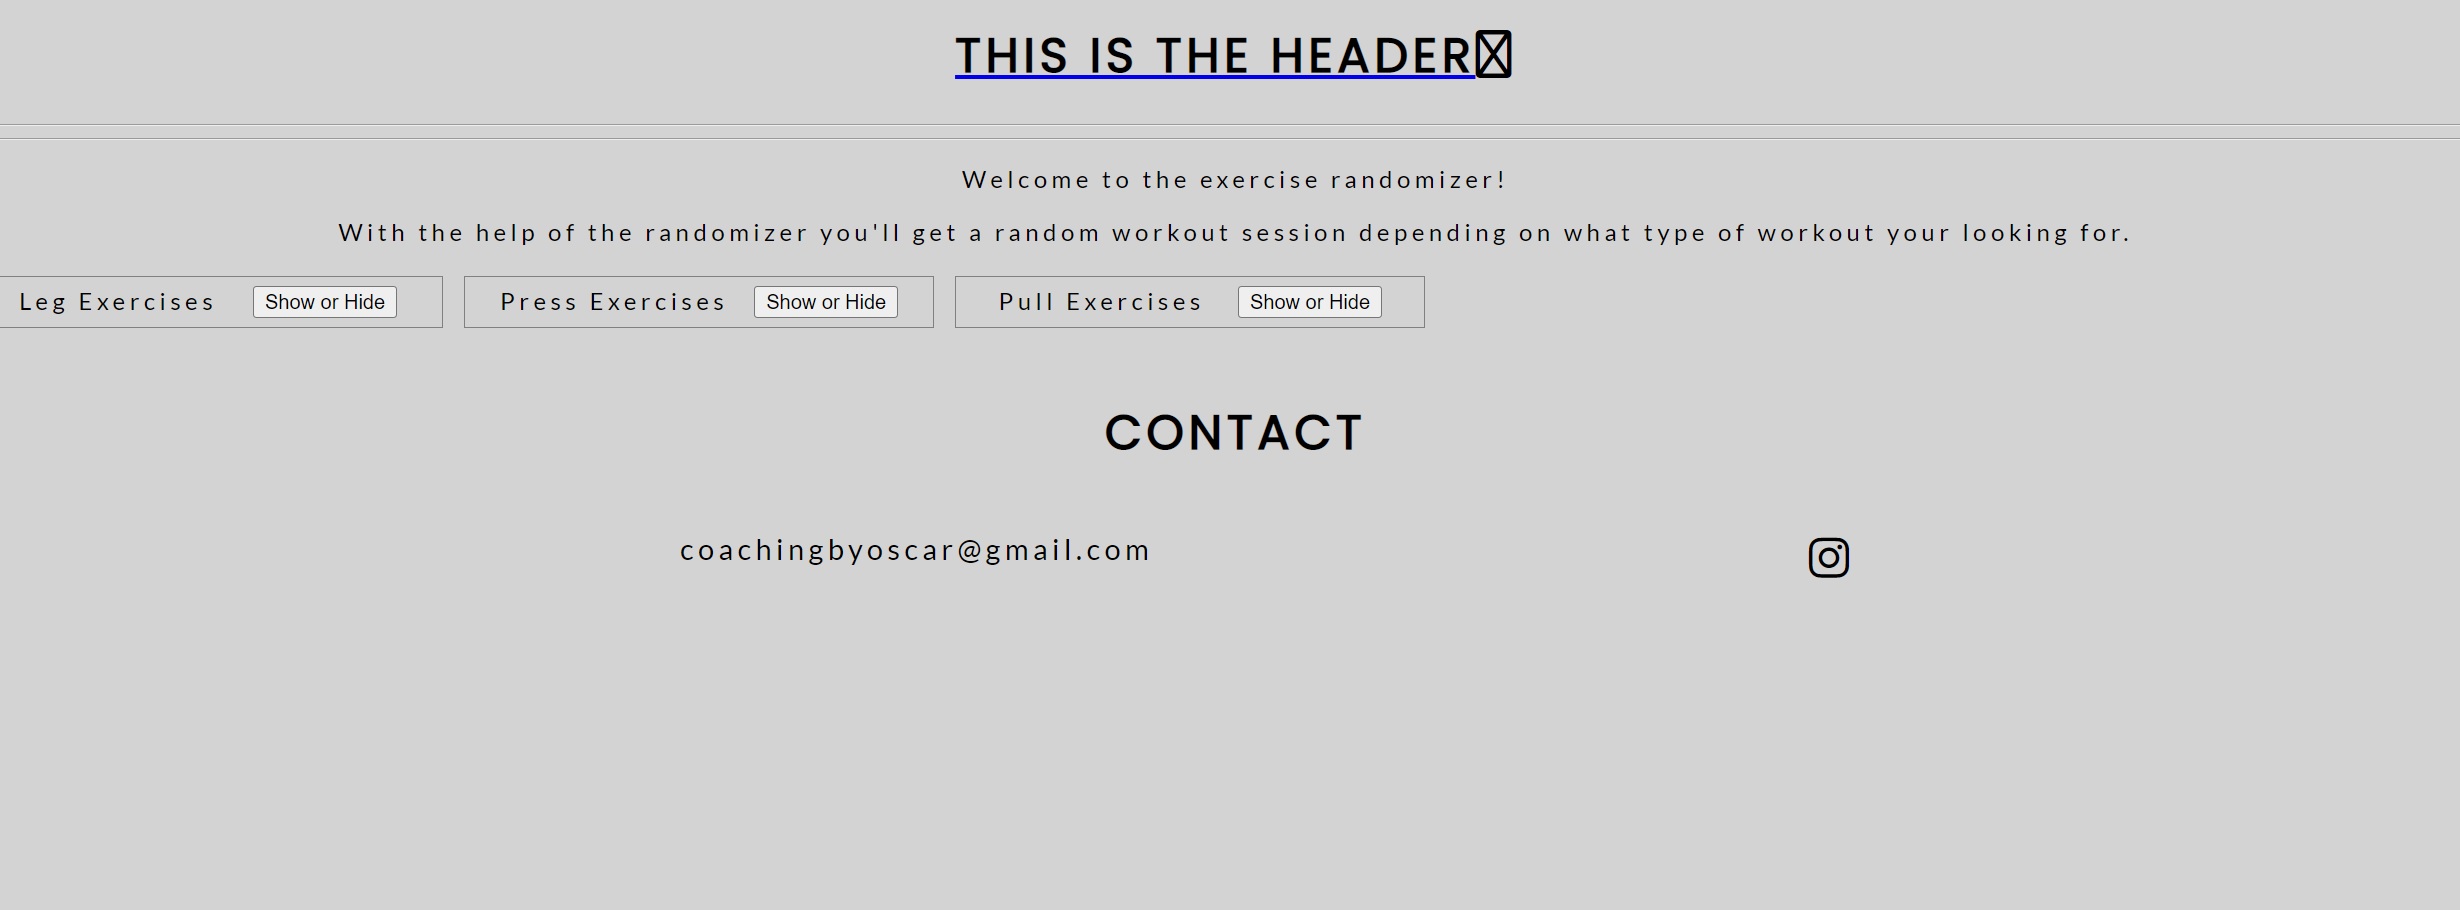 THIS IS THE HEADER
Welcome to the exercise randomizer!
With the help of the randomizer you'll get a random workout session depending on what type of workout your looking for.
Leg Exercises Show or Hide Press Exercises Show or Hide Pull Exercises Show or Hide
CONTACT
coachingbyoscar@gmail.com